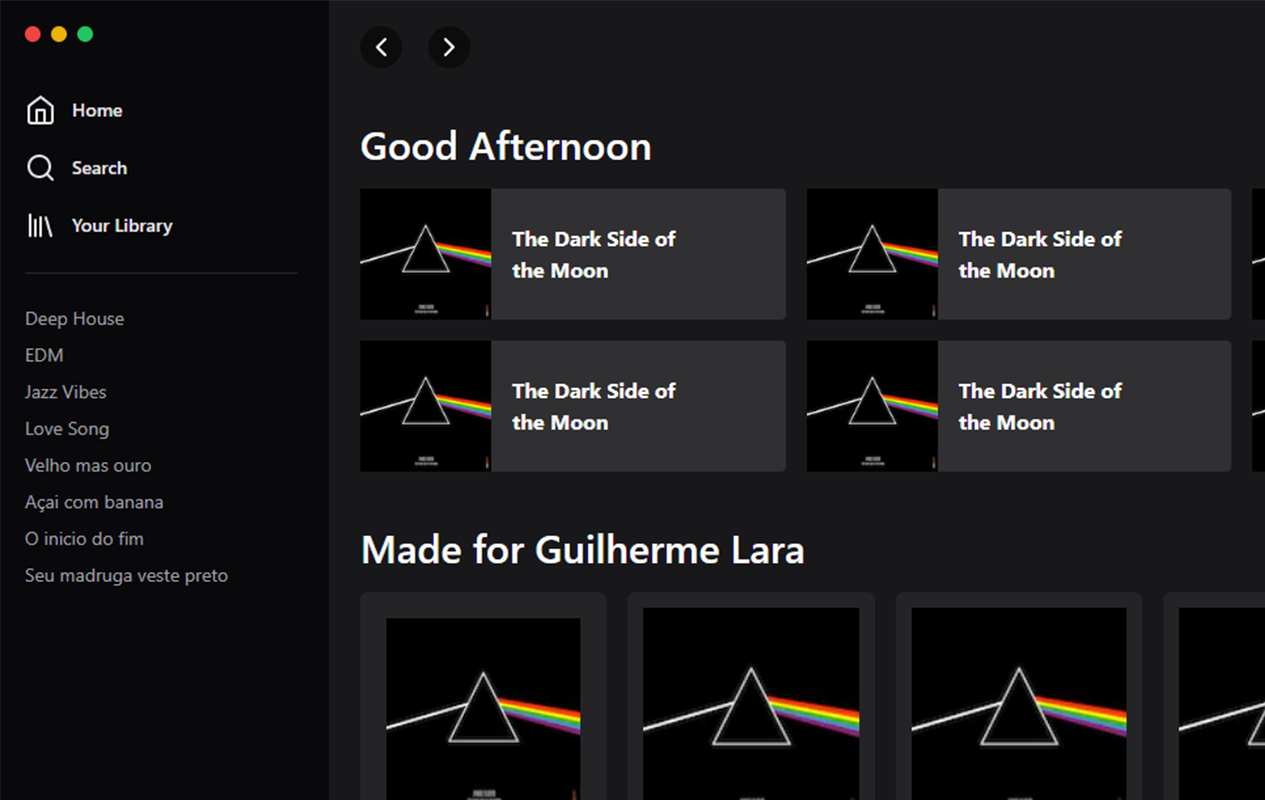 Home
Search
Your Library
Deep House
EDM
Jazz Vibes
Love Song
Velho mas ouro
Açai com banana
O inicio do fim
Seu madruga veste preto
Good Afternoon
The Dark Side of
the Moon
The Dark Side of
the Moon
The Dark Side of
the Moon
The Dark Side of
the Moon
Made for Guilherme Lara